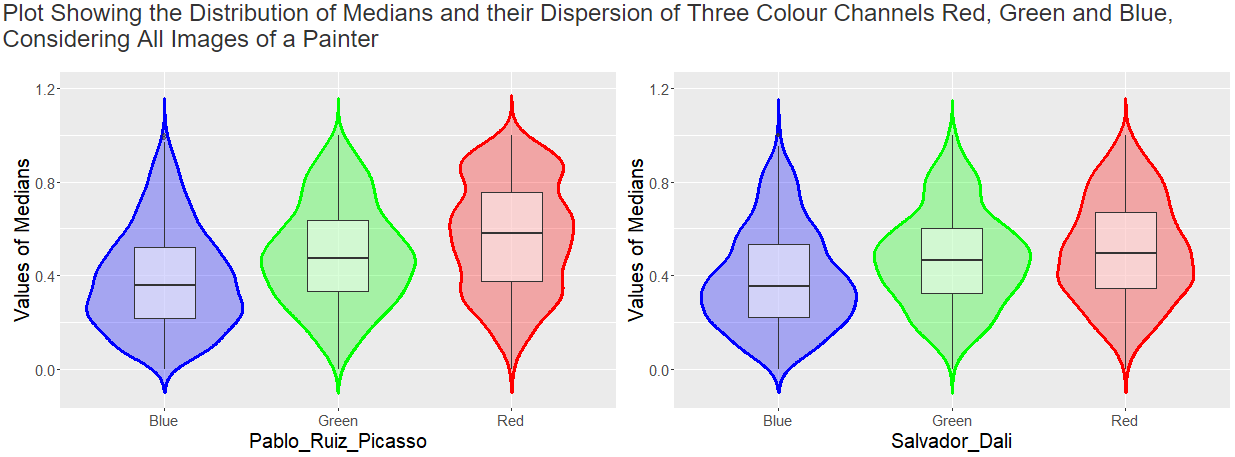 Plot Showing the Distribution of Medians and their Dispersion of Three Colour Channels Red, Green and Blue,
Considering All Images of a Painter
Values of Medians
1.2
0.8
0.4
0.0
Blue Green Red
Pablo_Ruiz_Picasso
Values of Medians
1.2
0.8
0.4
0.0
Blue Green Red
Salvador_Dali